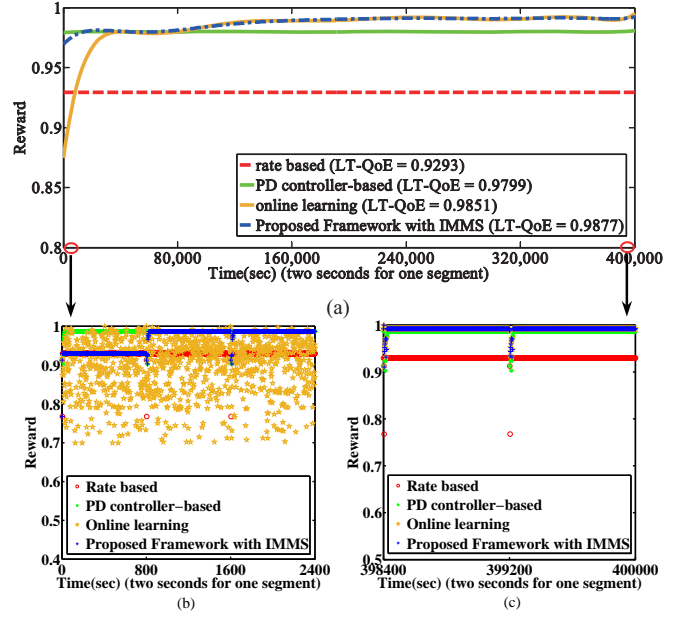 1
0.95
0.9
0.85
0.8
Reward
rate based (LT-QoE = 0.9293)
PD controller-based (LT-QoE = 0.9799)
online learning (LT-QoE = 0.9851)
Proposed Framework with IMMS (LT-QoE = 0.9877)
0 80,000 160,000 240,000 320,000 400,000
Time(sec) (two seconds for one segment)
(a)
1
0.9
0.8
0.7
0.6
0.5
0.4
Reward
Rate based
PD controller−based
Online learning
Proposed Framework with IMMS
0 800 1600 2400
Time(sec) (two seconds for one segment)
(b)
1
0.9
0.8
0.7
0.6
0.5
Reward
Rate based
PD controller−based
Online learning
Proposed Framework with IMMS
398400 399200 400000
Time(sec) (two seconds for one segment)
(c)